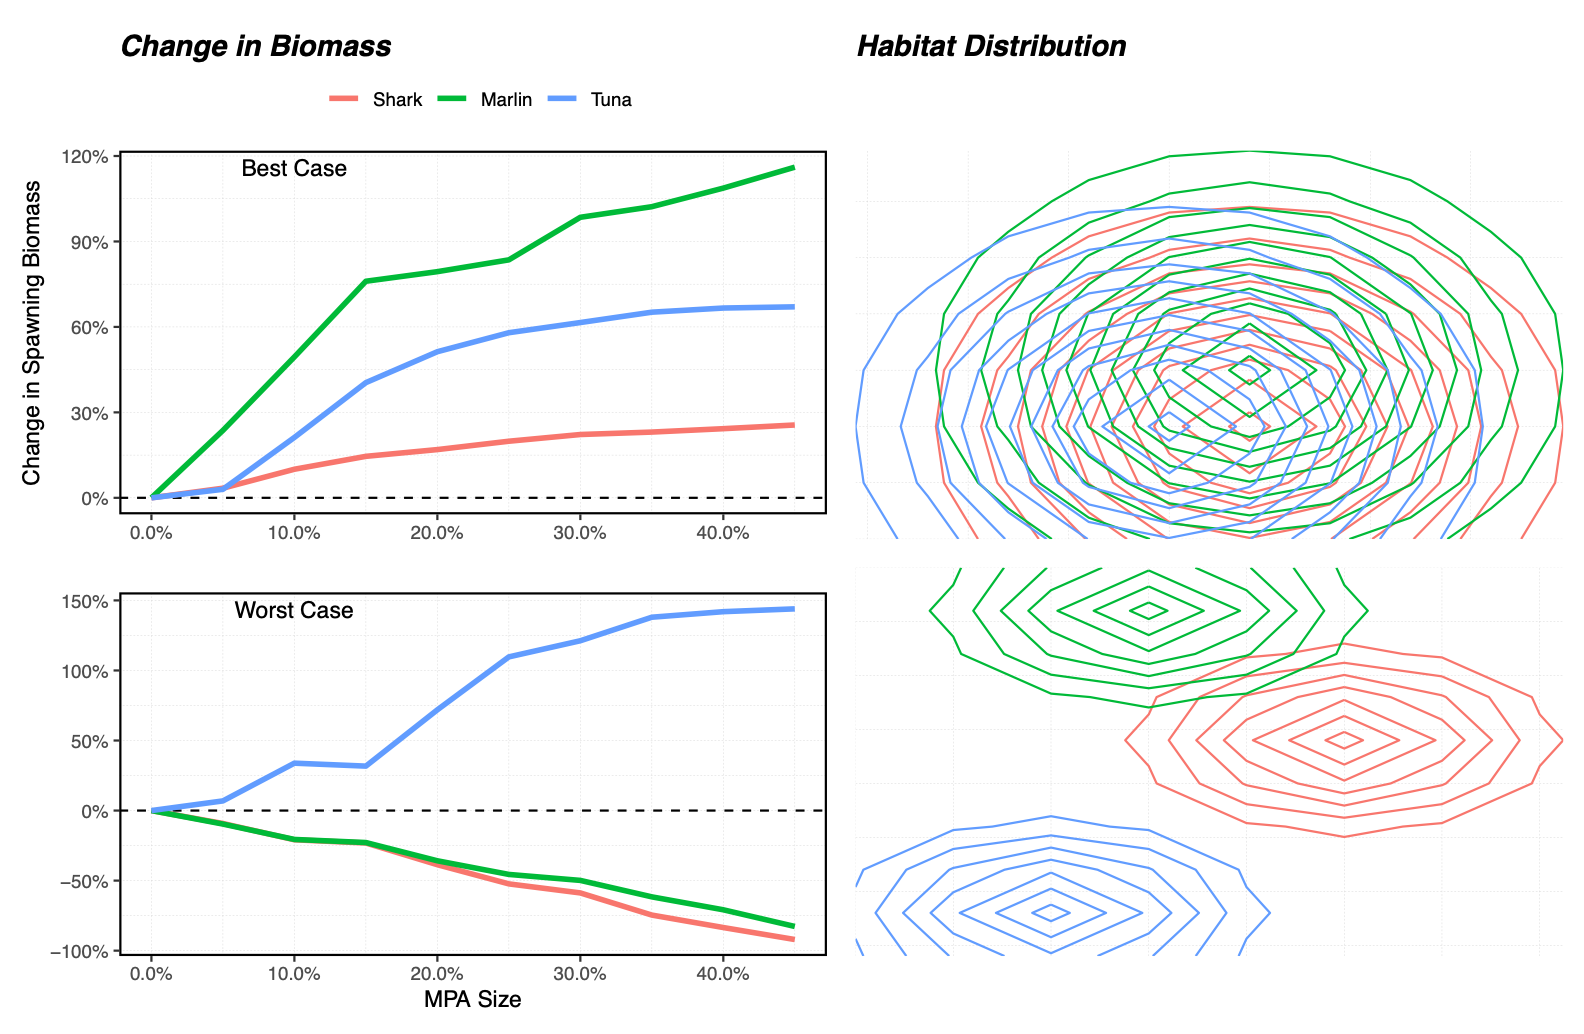 Change in Biomass
Habitat Distribution
Shark Marlin Tuna
Change in Spawning Biomass
Best Case
120%
90%
60%
30%
0%
0.0% 10.0% 20.0% 30.0% 40.0%
Worst Case
150%
100%
50%
0%
−50%
−100%
0.0% 10.0% 20.0% 30.0% 40.0%
MPA Size